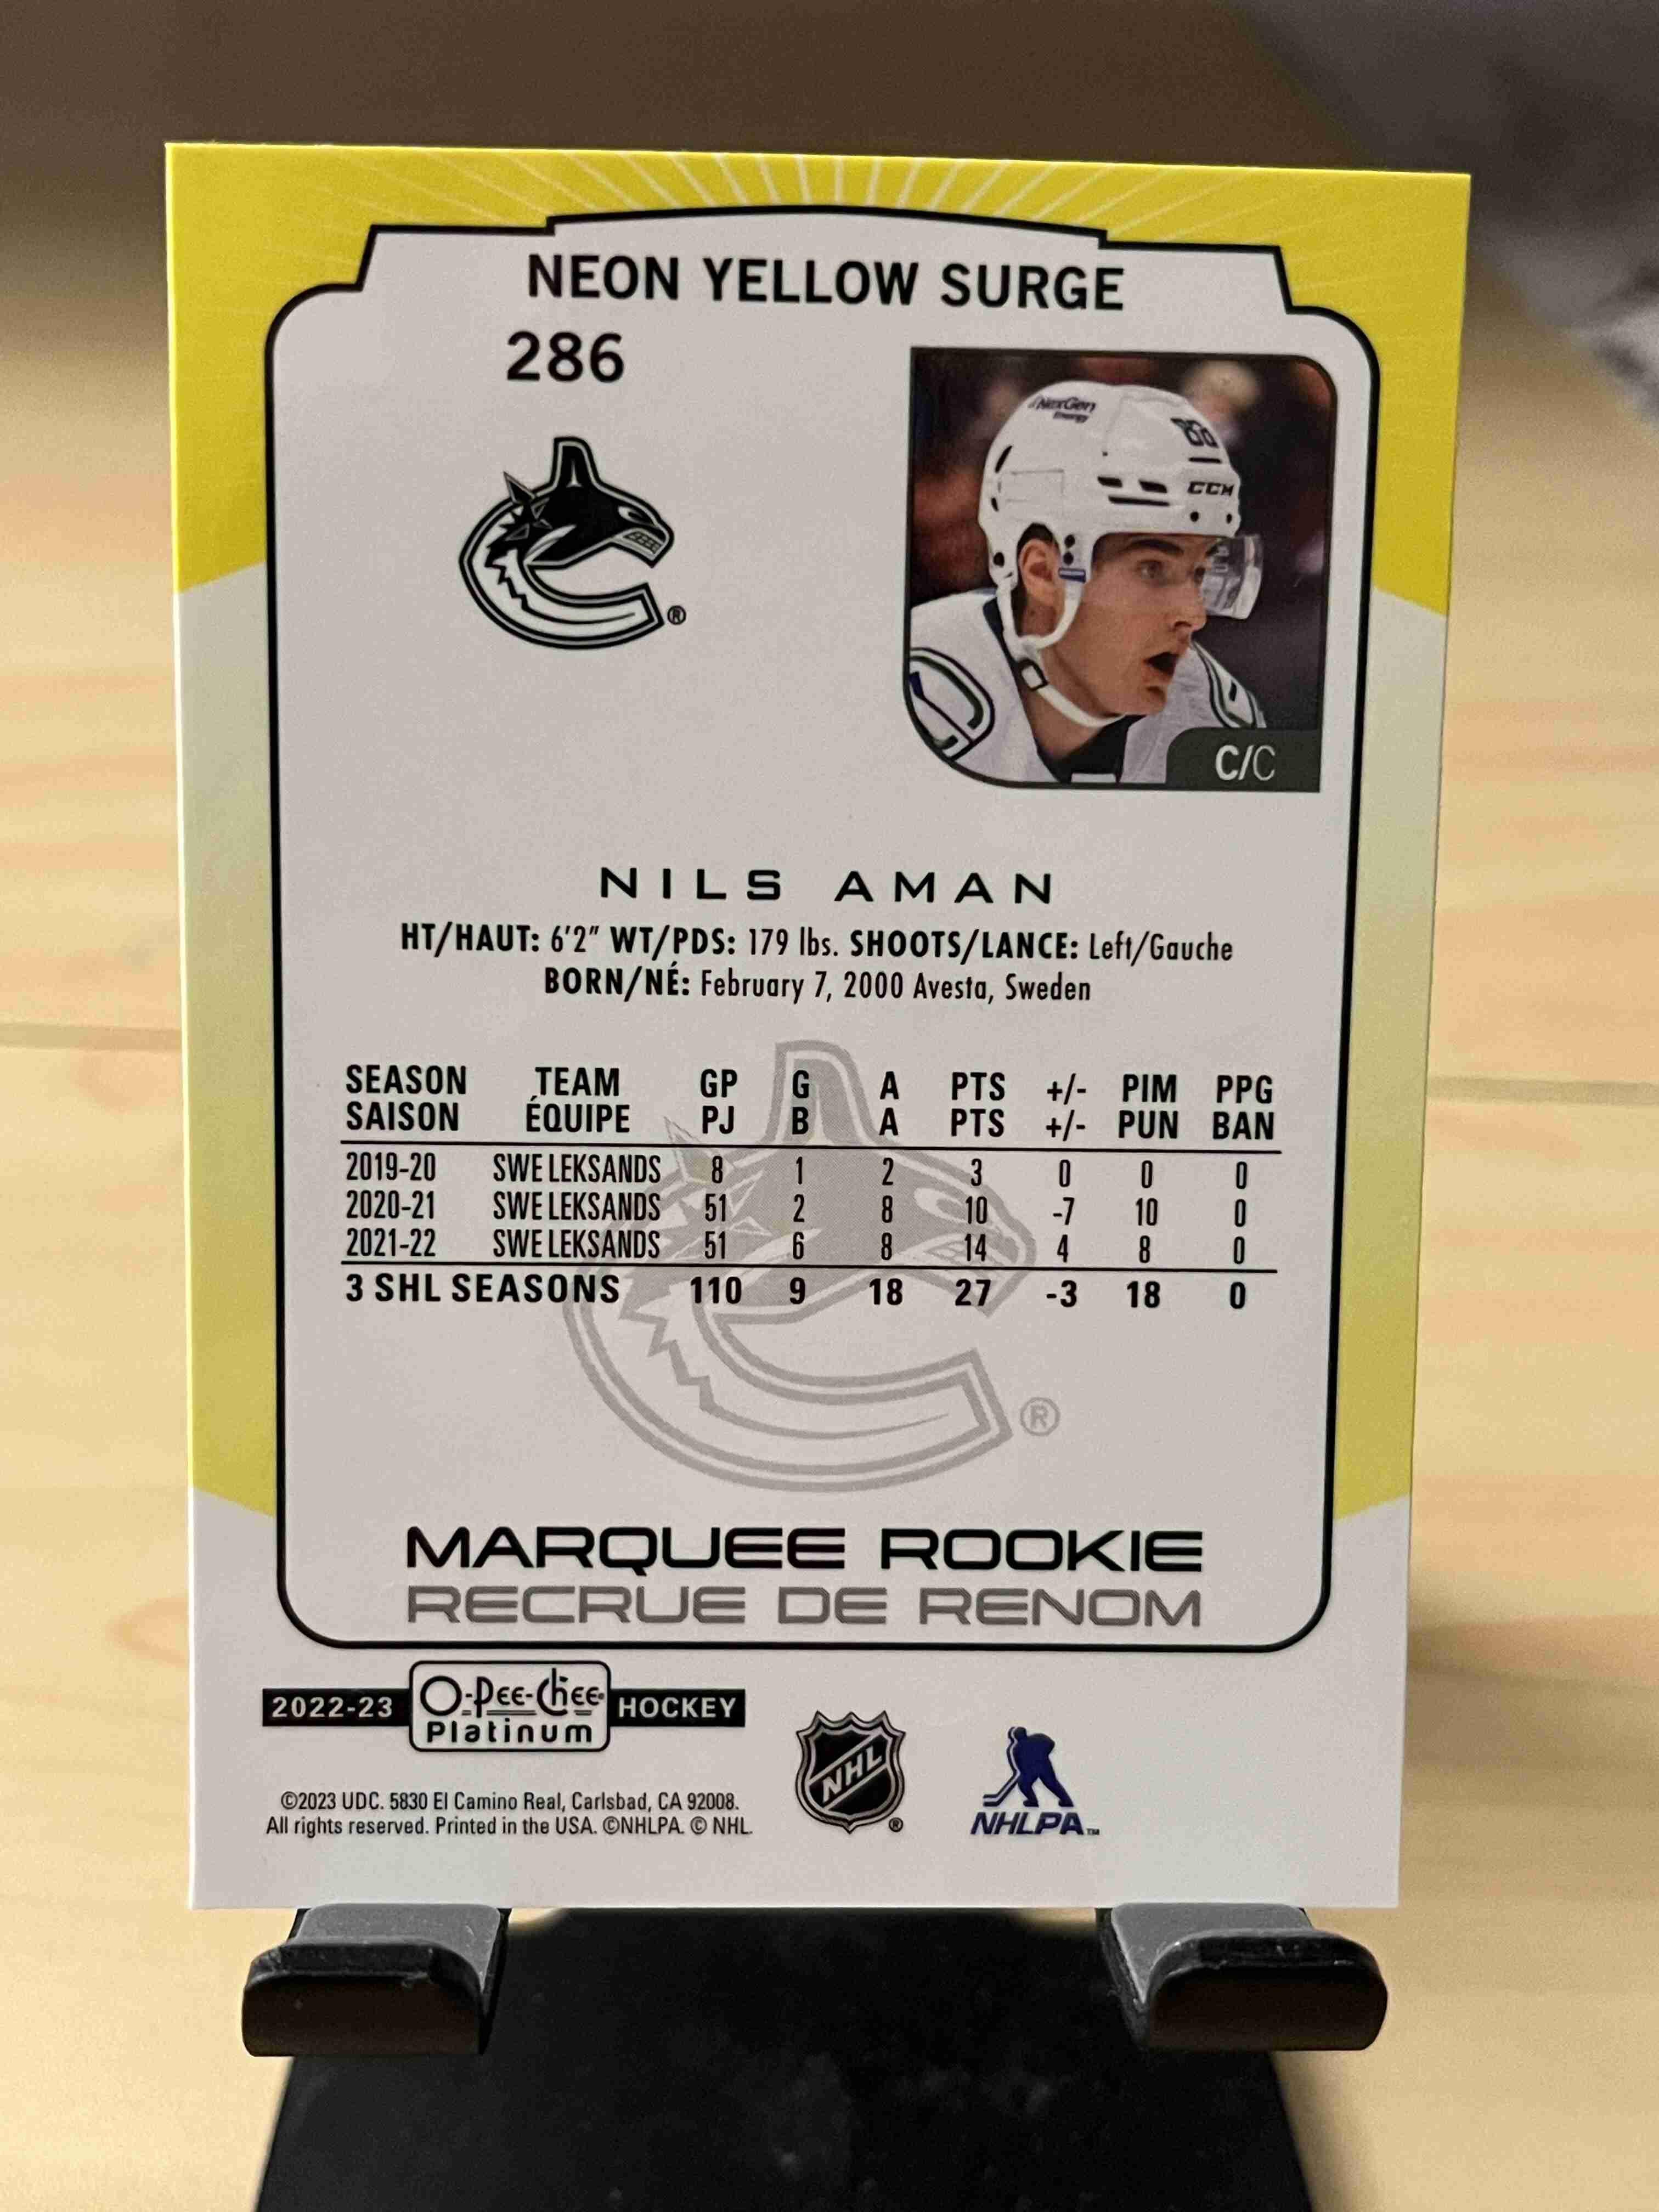 NEON YELLOW SURGE
286
®
NexGen
Energy
88
CCM
C/C
NILS AMAN
HT/HAUT: 6'2" WT/PDS: 179 lbs. SHOOTS/LANCE: Left/Gauche
BORN/NÉ: February 7, 2000 Avesta, Sweden
SEASON TEAM GP G A PTS +/- PIM PPG
SAISON ÉQUIPE PJ B A PTS +/- PUN BAN
2019-20 SWE LEKSANDS 8 1 2 3 0 0 0
2020-21 SWE LEKSANDS 51 2 8 10 -7 10 0
2021-22 SWE LEKSANDS 51 6 8 14 4 8 0
3 SHL SEASONS 110 9 18 27 -3 18 0
®
MARQUEE ROOKIE
RECRUE DE RENOM
2022-23 O-Pee-Chee Platinum HOCKEY
©2023 UDC. 5830 El Camino Real, Carlsbad, CA 92008.
All rights reserved. Printed in the USA. ©NHLPA. © NHL.
NHL ®
NHLPA™